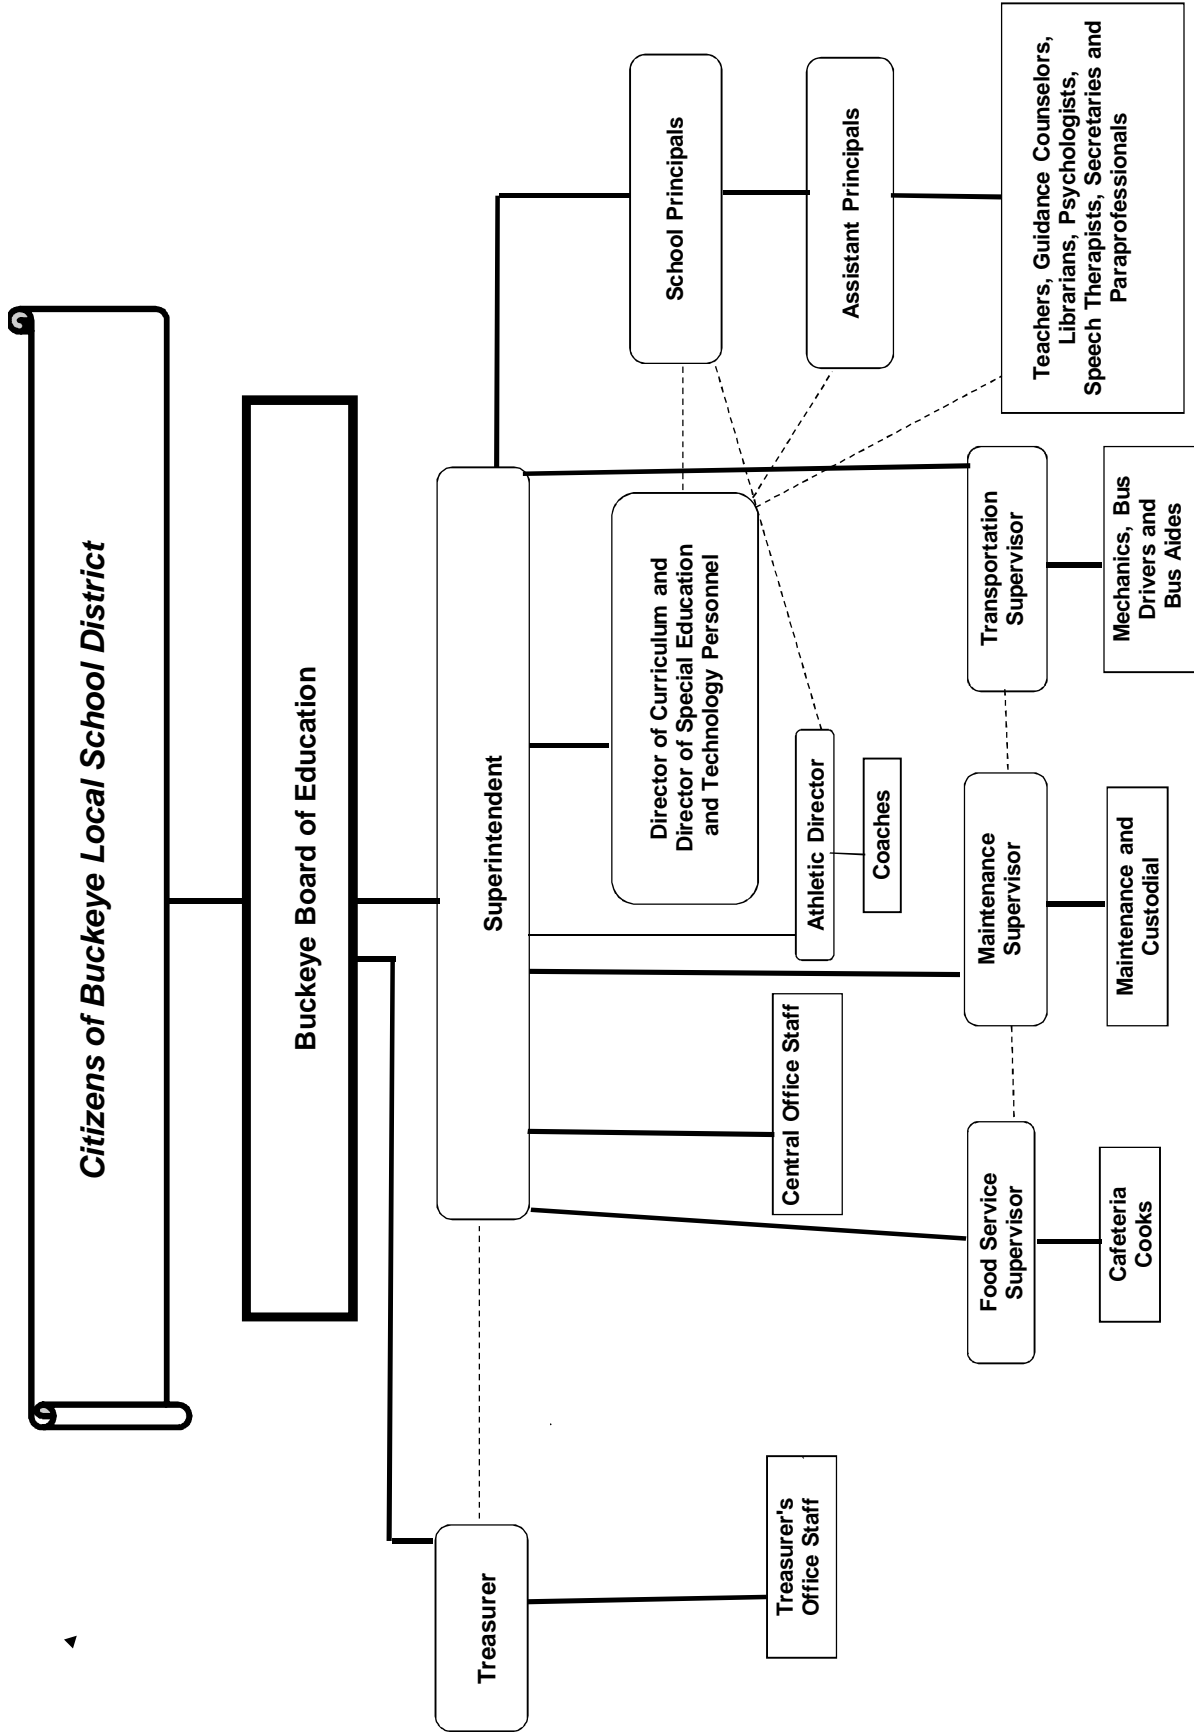 Citizens of Buckeye Local School District
Buckeye Board of Education
Treasurer
Superintendent
Treasurer's
Office Staff
Central Office Staff
Director of Curriculum and
Director of Special Education
and Technology Personnel
Athletic Director
Coaches
School Principals
Assistant Principals
Teachers, Guidance Counselors,
Librarians, Psychologists,
Speech Therapists, Secretaries and
Paraprofessionals
Food Service
Supervisor
Cafeteria
Cooks
Maintenance
Supervisor
Maintenance and
Custodial
Transportation
Supervisor
Mechanics, Bus
Drivers and
Bus Aides